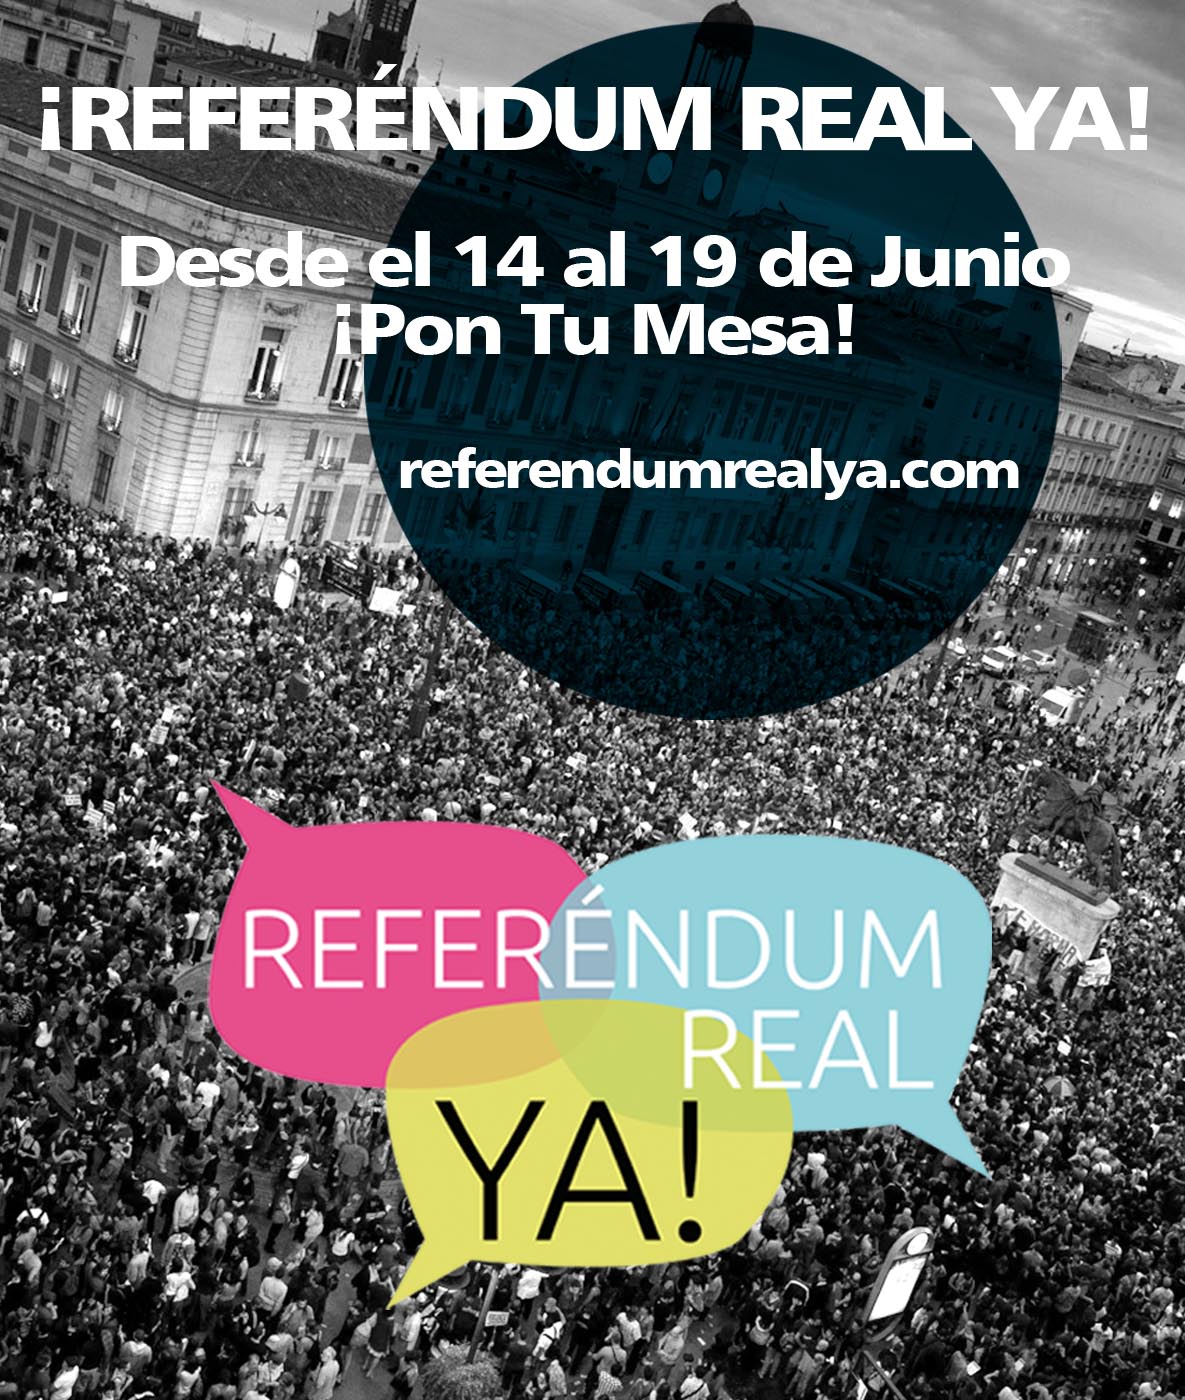 ¡REFERÉNDUM REAL YA!
Desde el 14 al 19 de Junio
¡Pon Tu Mesa!
referendumrealya.com
REFERÉNDUM
REAL
YA!